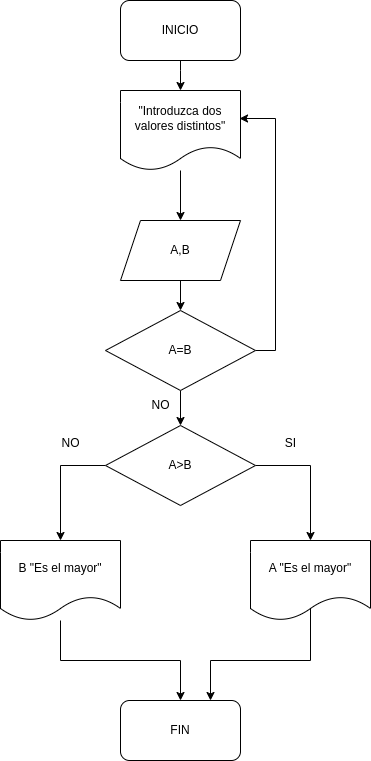 INICIO
"Introduzca dos
valores distintos"
A,B
A=B
NO
A>B
NO
SI
B "Es el mayor"
A "Es el mayor"
FIN